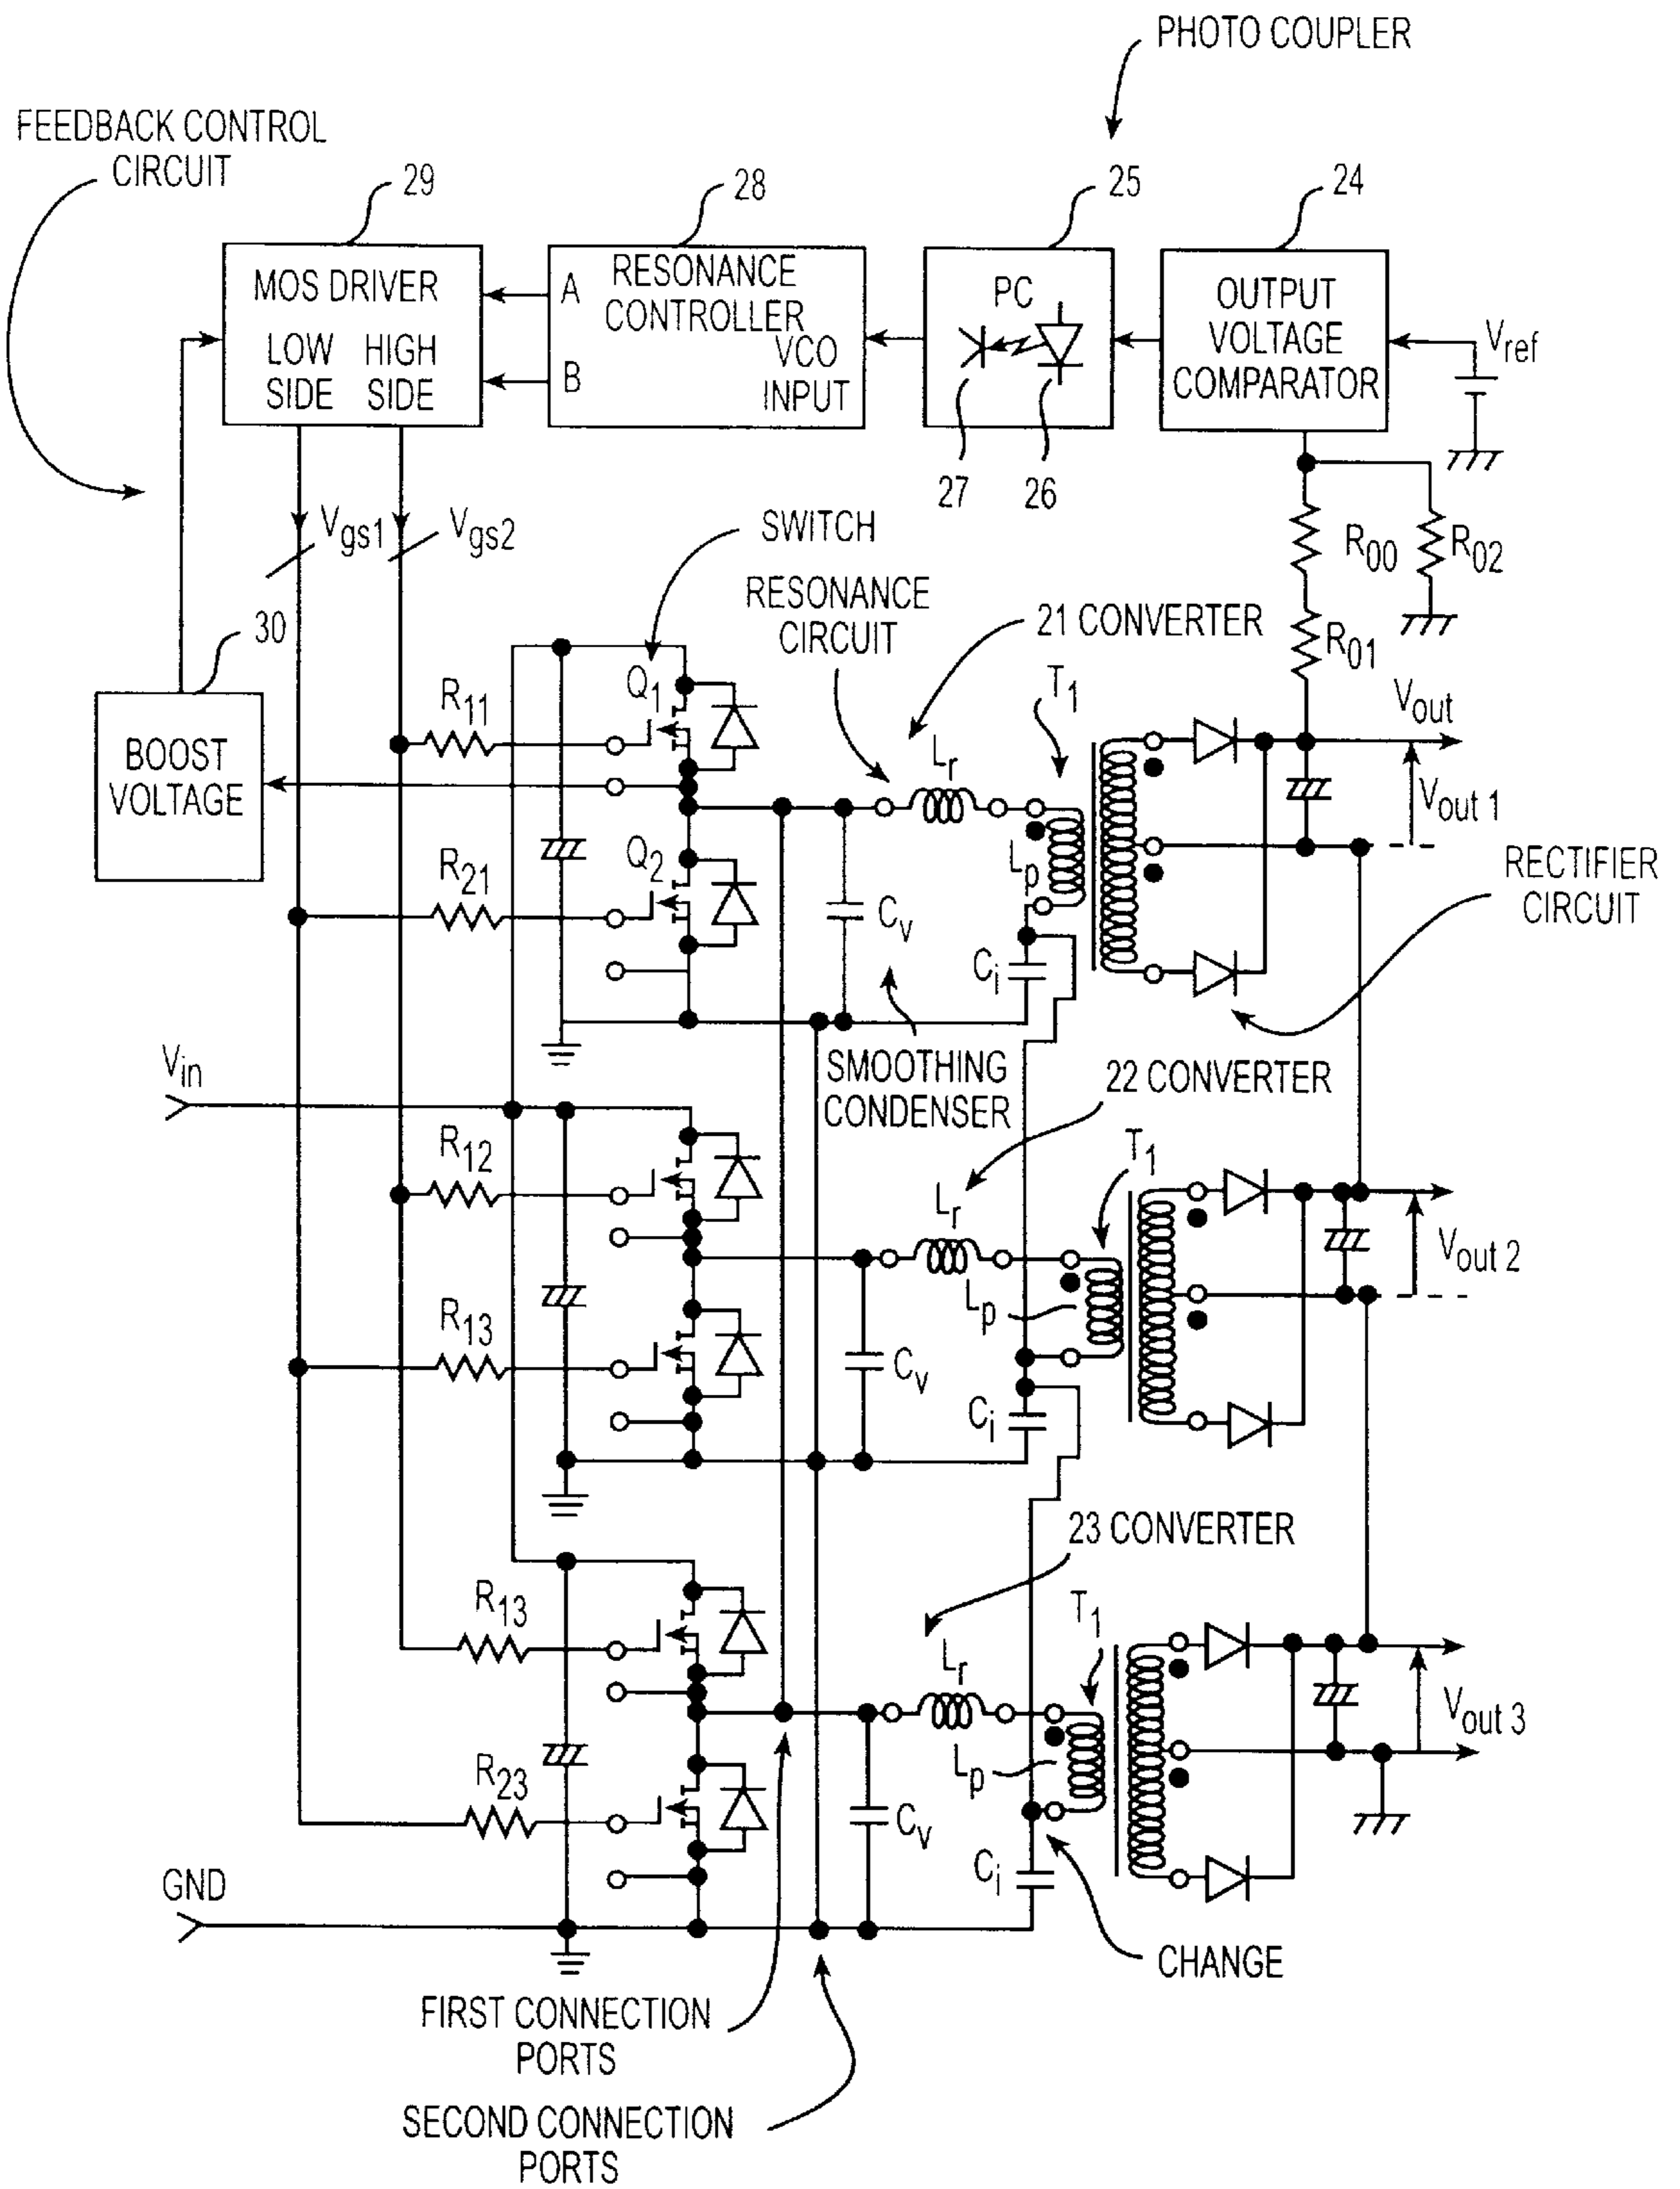 PHOTO COUPLER
FEEDBACK CONTROL
CIRCUIT
29
28
25
24
MOS DRIVER
LOW
SIDE
HIGH
SIDE
A
B
RESONANCE
CONTROLLER
VCO
INPUT
PC
27
26
OUTPUT
VOLTAGE
COMPARATOR
Vref
Vgs1
Vgs2
SWITCH
RESONANCE
CIRCUIT
21 CONVERTER
R00
R02
R01
30
BOOST
VOLTAGE
R11
Q1
Lr
T1
Vout
Vout 1
R21
Q2
Lp
Cv
Ci
RECTIFIER
CIRCUIT
Vin
SMOOTHING
CONDENSER
22 CONVERTER
R12
Lr
T1
Vout 2
R13
Lp
Cv
Ci
23 CONVERTER
R13
Lr
T1
Vout 3
R23
Lp
Cv
Ci
GND
CHANGE
FIRST CONNECTION
PORTS
SECOND CONNECTION
PORTS